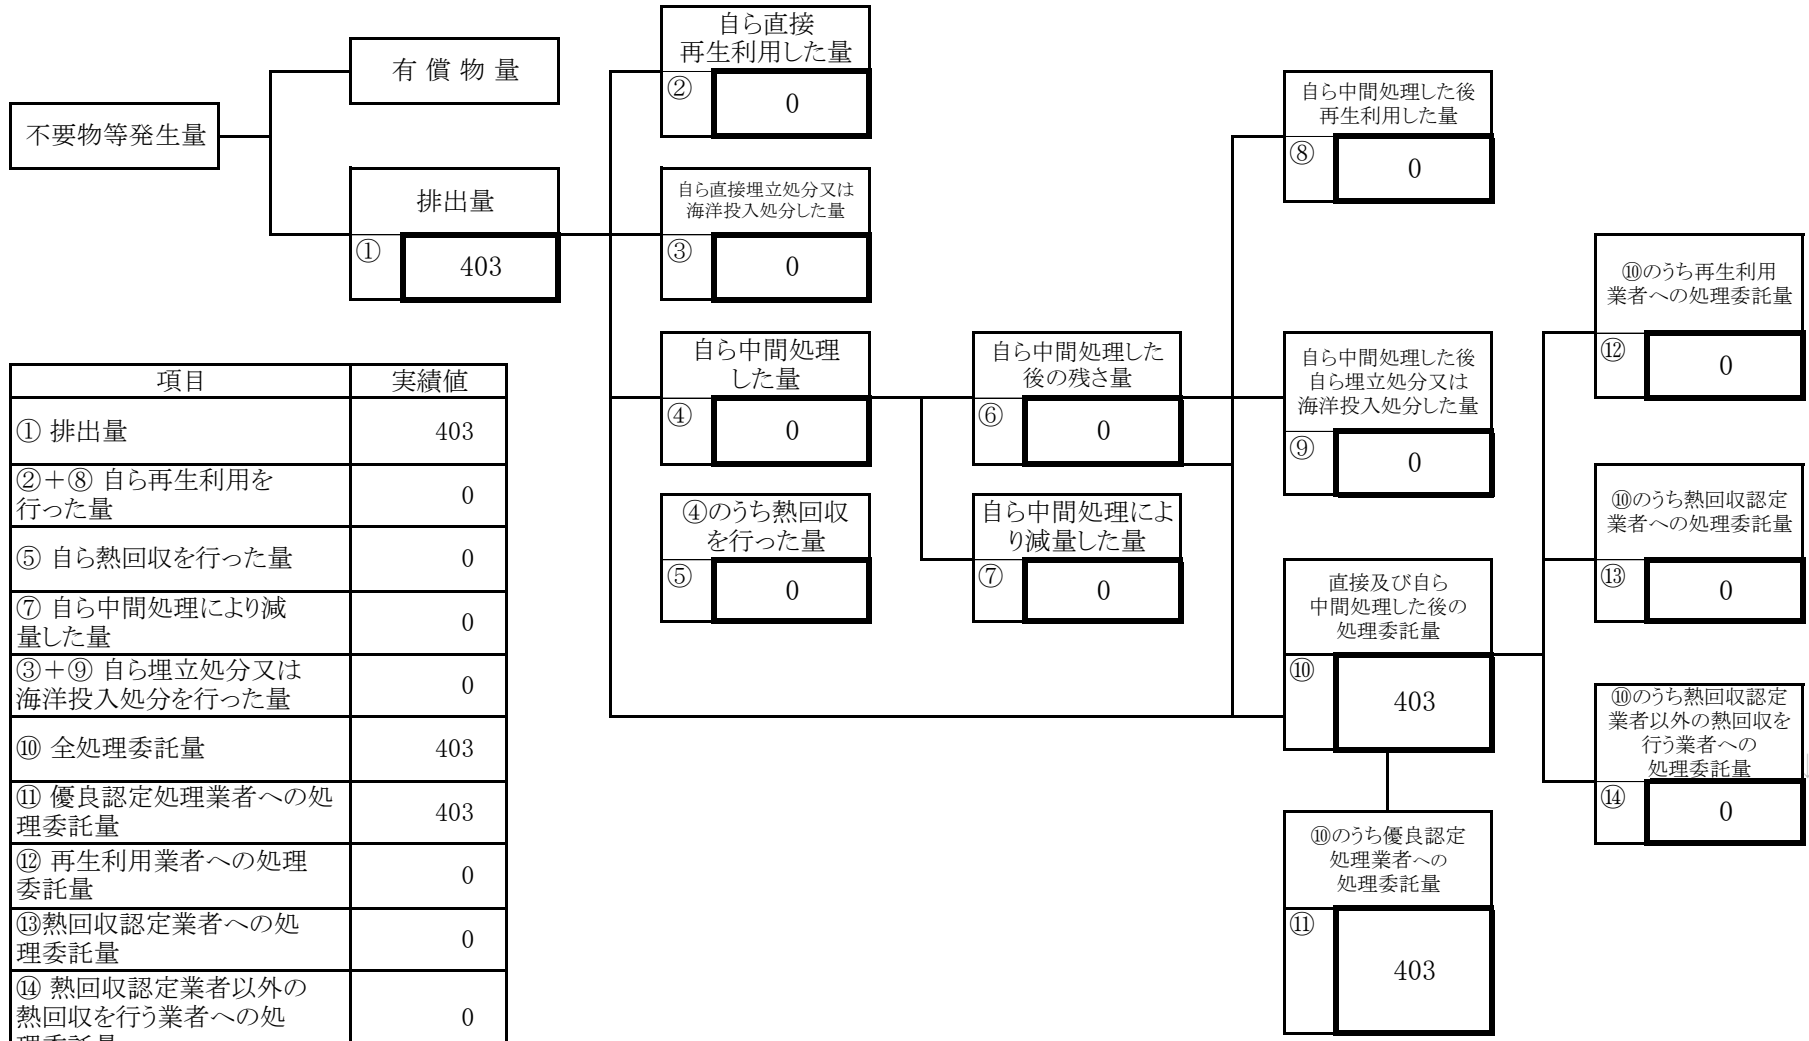 不要物等発生量
有 償 物 量
排出量
①
403
自ら直接
再生利用した量
②
0
自ら直接埋立処分又は
海洋投入処分した量
③
0
自ら中間処理
した量
④
0
④のうち熱回収
を行った量
⑤
0
自ら中間処理した
後の残さ量
⑥
0
自ら中間処理によ
り減量した量
⑦
0
自ら中間処理した後
再生利用した量
⑧
0
自ら中間処理した後
自ら埋立処分又は
海洋投入処分した量
⑨
0
直接及び自ら
中間処理した後の
処理委託量
⑩
403
⑩のうち優良認定
処理業者への
処理委託量
⑪
403
⑩のうち再生利用
業者への処理委託量
⑫
0
⑩のうち熱回収認定
業者への処理委託量
⑬
0
⑩のうち熱回収認定
業者以外の熱回収を
行う業者への
処理委託量
⑭
0
項目 実績値
① 排出量 403
②+⑧ 自ら再生利用を
行った量 0
⑤ 自ら熱回収を行った量 0
⑦ 自ら中間処理により減
量した量 0
③+⑨ 自ら埋立処分又は
海洋投入処分を行った量 0
⑩ 全処理委託量 403
⑪ 優良認定処理業者への処
理委託量 403
⑫ 再生利用業者への処理
委託量 0
⑬熱回収認定業者への処
理委託量 0
⑭ 熱回収認定業者以外の
熱回収を行う業者への処 0